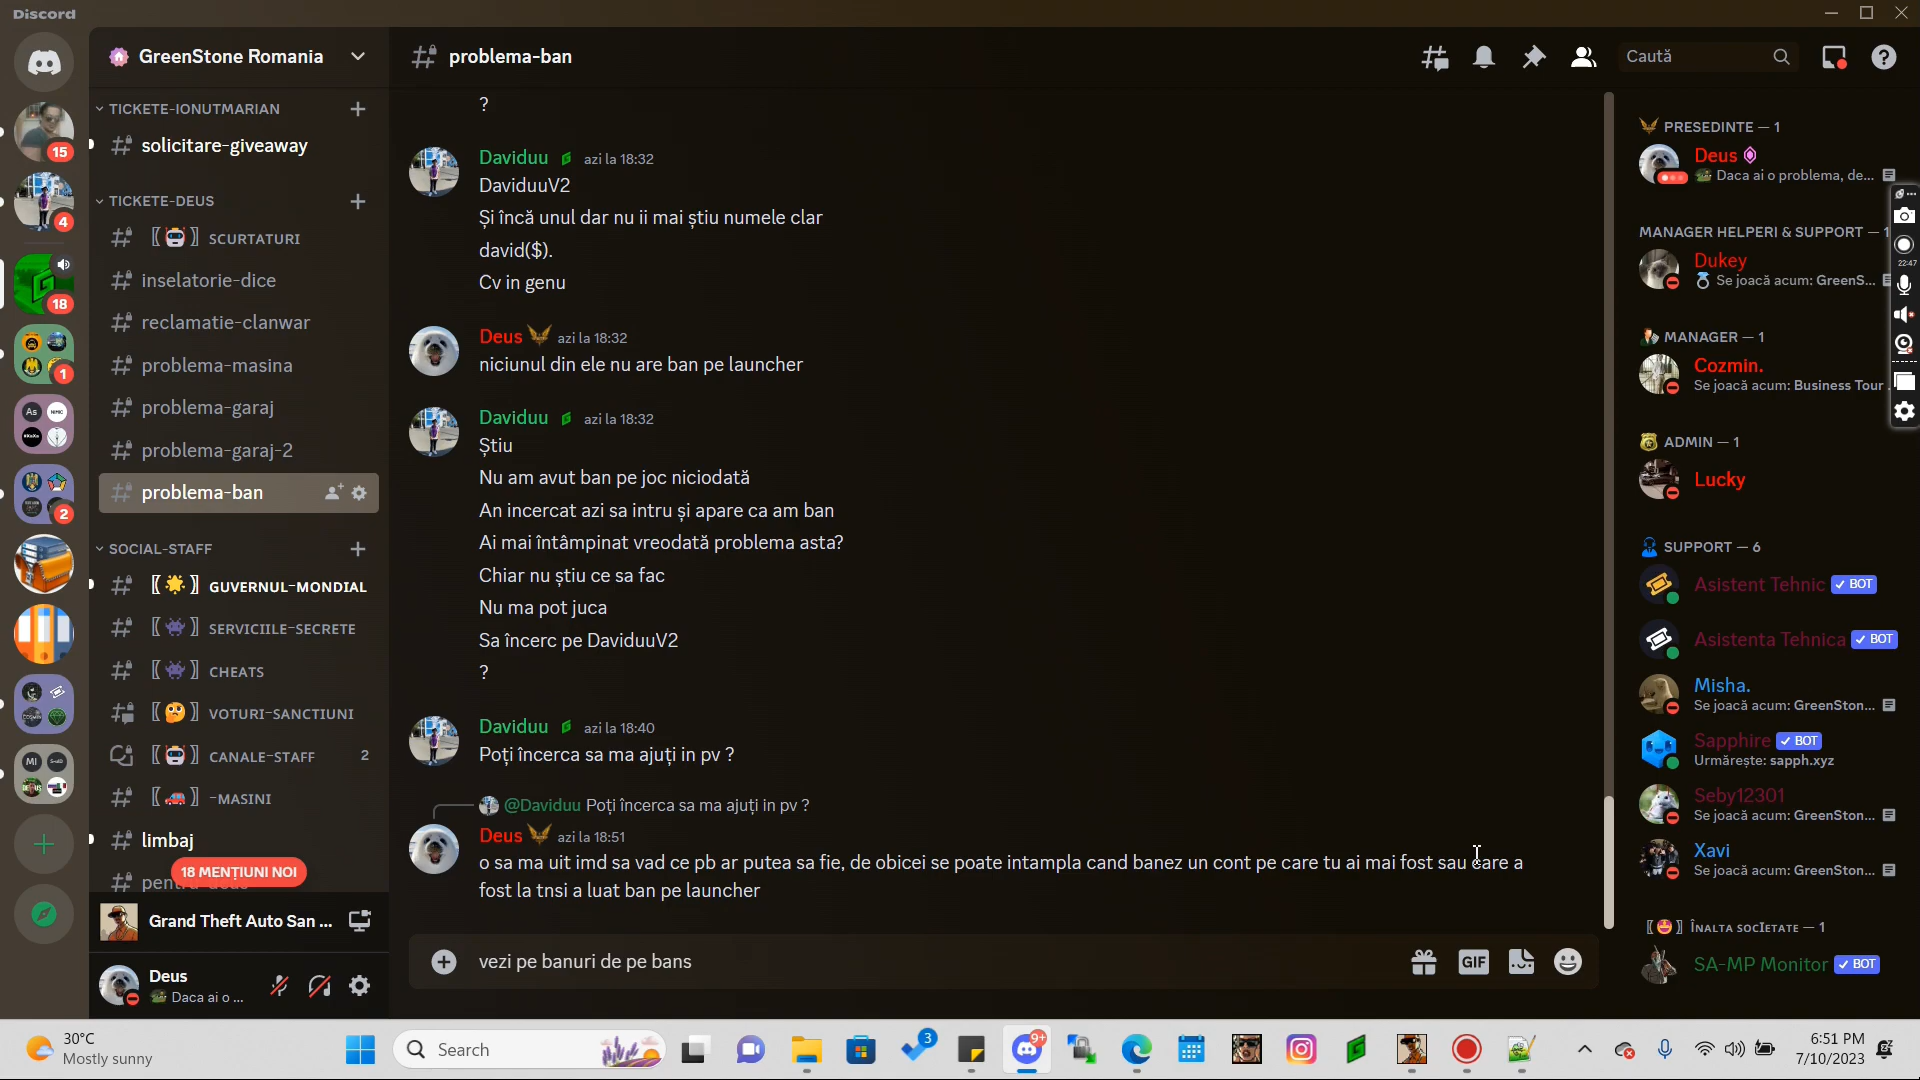 Discord
GreenStone Romania
problema-ban
Caută
TICKETE-IONUTMARIAN
solicitare-giveaway
TICKETE-DEUS
SCURTATURI
inselatorie-dice
reclamatie-clanwar
problema-masina
problema-garaj
problema-garaj-2
problema-ban
SOCIAL-STAFF
GUVERNUL-MONDIAL
SERVICIILE-SECRETE
CHEATS
VOTURI-SANCTIUNI
CANALE-STAFF 2
-MASINI
limbaj
18 MENȚIUNI NOI
Grand Theft Auto San ...
Deus
Daca ai o ...
15
4
18
1
2
?
Daviduu azi la 18:32
DaviduuV2
Și încă unul dar nu ii mai știu numele clar
david($).
Cv in genu
Deus azi la 18:32
niciunul din ele nu are ban pe launcher
Daviduu azi la 18:32
Știu
Nu am avut ban pe joc niciodată
An incercat azi sa intru și apare ca am ban
Ai mai întâmpinat vreodată problema asta?
Chiar nu știu ce sa fac
Nu ma pot juca
Sa încerc pe DaviduuV2
?
Daviduu azi la 18:40
Poți încerca sa ma ajuți in pv ?
@Daviduu Poți încerca sa ma ajuți in pv ?
Deus azi la 18:51
o sa ma uit imd sa vad ce pb ar putea sa fie, de obicei se poate intampla cand banez un cont pe care tu ai mai fost sau care a
fost la tnsi a luat ban pe launcher
vezi pe banuri de pe bans
GIF
PRESEDINTE — 1
Deus
Daca ai o problema, de...
MANAGER HELPERI & SUPPORT — 1
Dukey
Se joacă acum: GreenS...
MANAGER — 1
Cozmin.
Se joacă acum: Business Tour
ADMIN — 1
Lucky
SUPPORT — 6
Asistent Tehnic BOT
Asistenta Tehnica BOT
Misha.
Se joacă acum: GreenSton...
Sapphire BOT
Urmărește: sapph.xyz
Seby12301
Se joacă acum: GreenSton...
Xavi
Se joacă acum: GreenSton...
ÎNALTA SOCIETATE — 1
SA-MP Monitor BOT
22:47
30°C
Mostly sunny
Search
3
9+
6:51 PM
7/10/2023